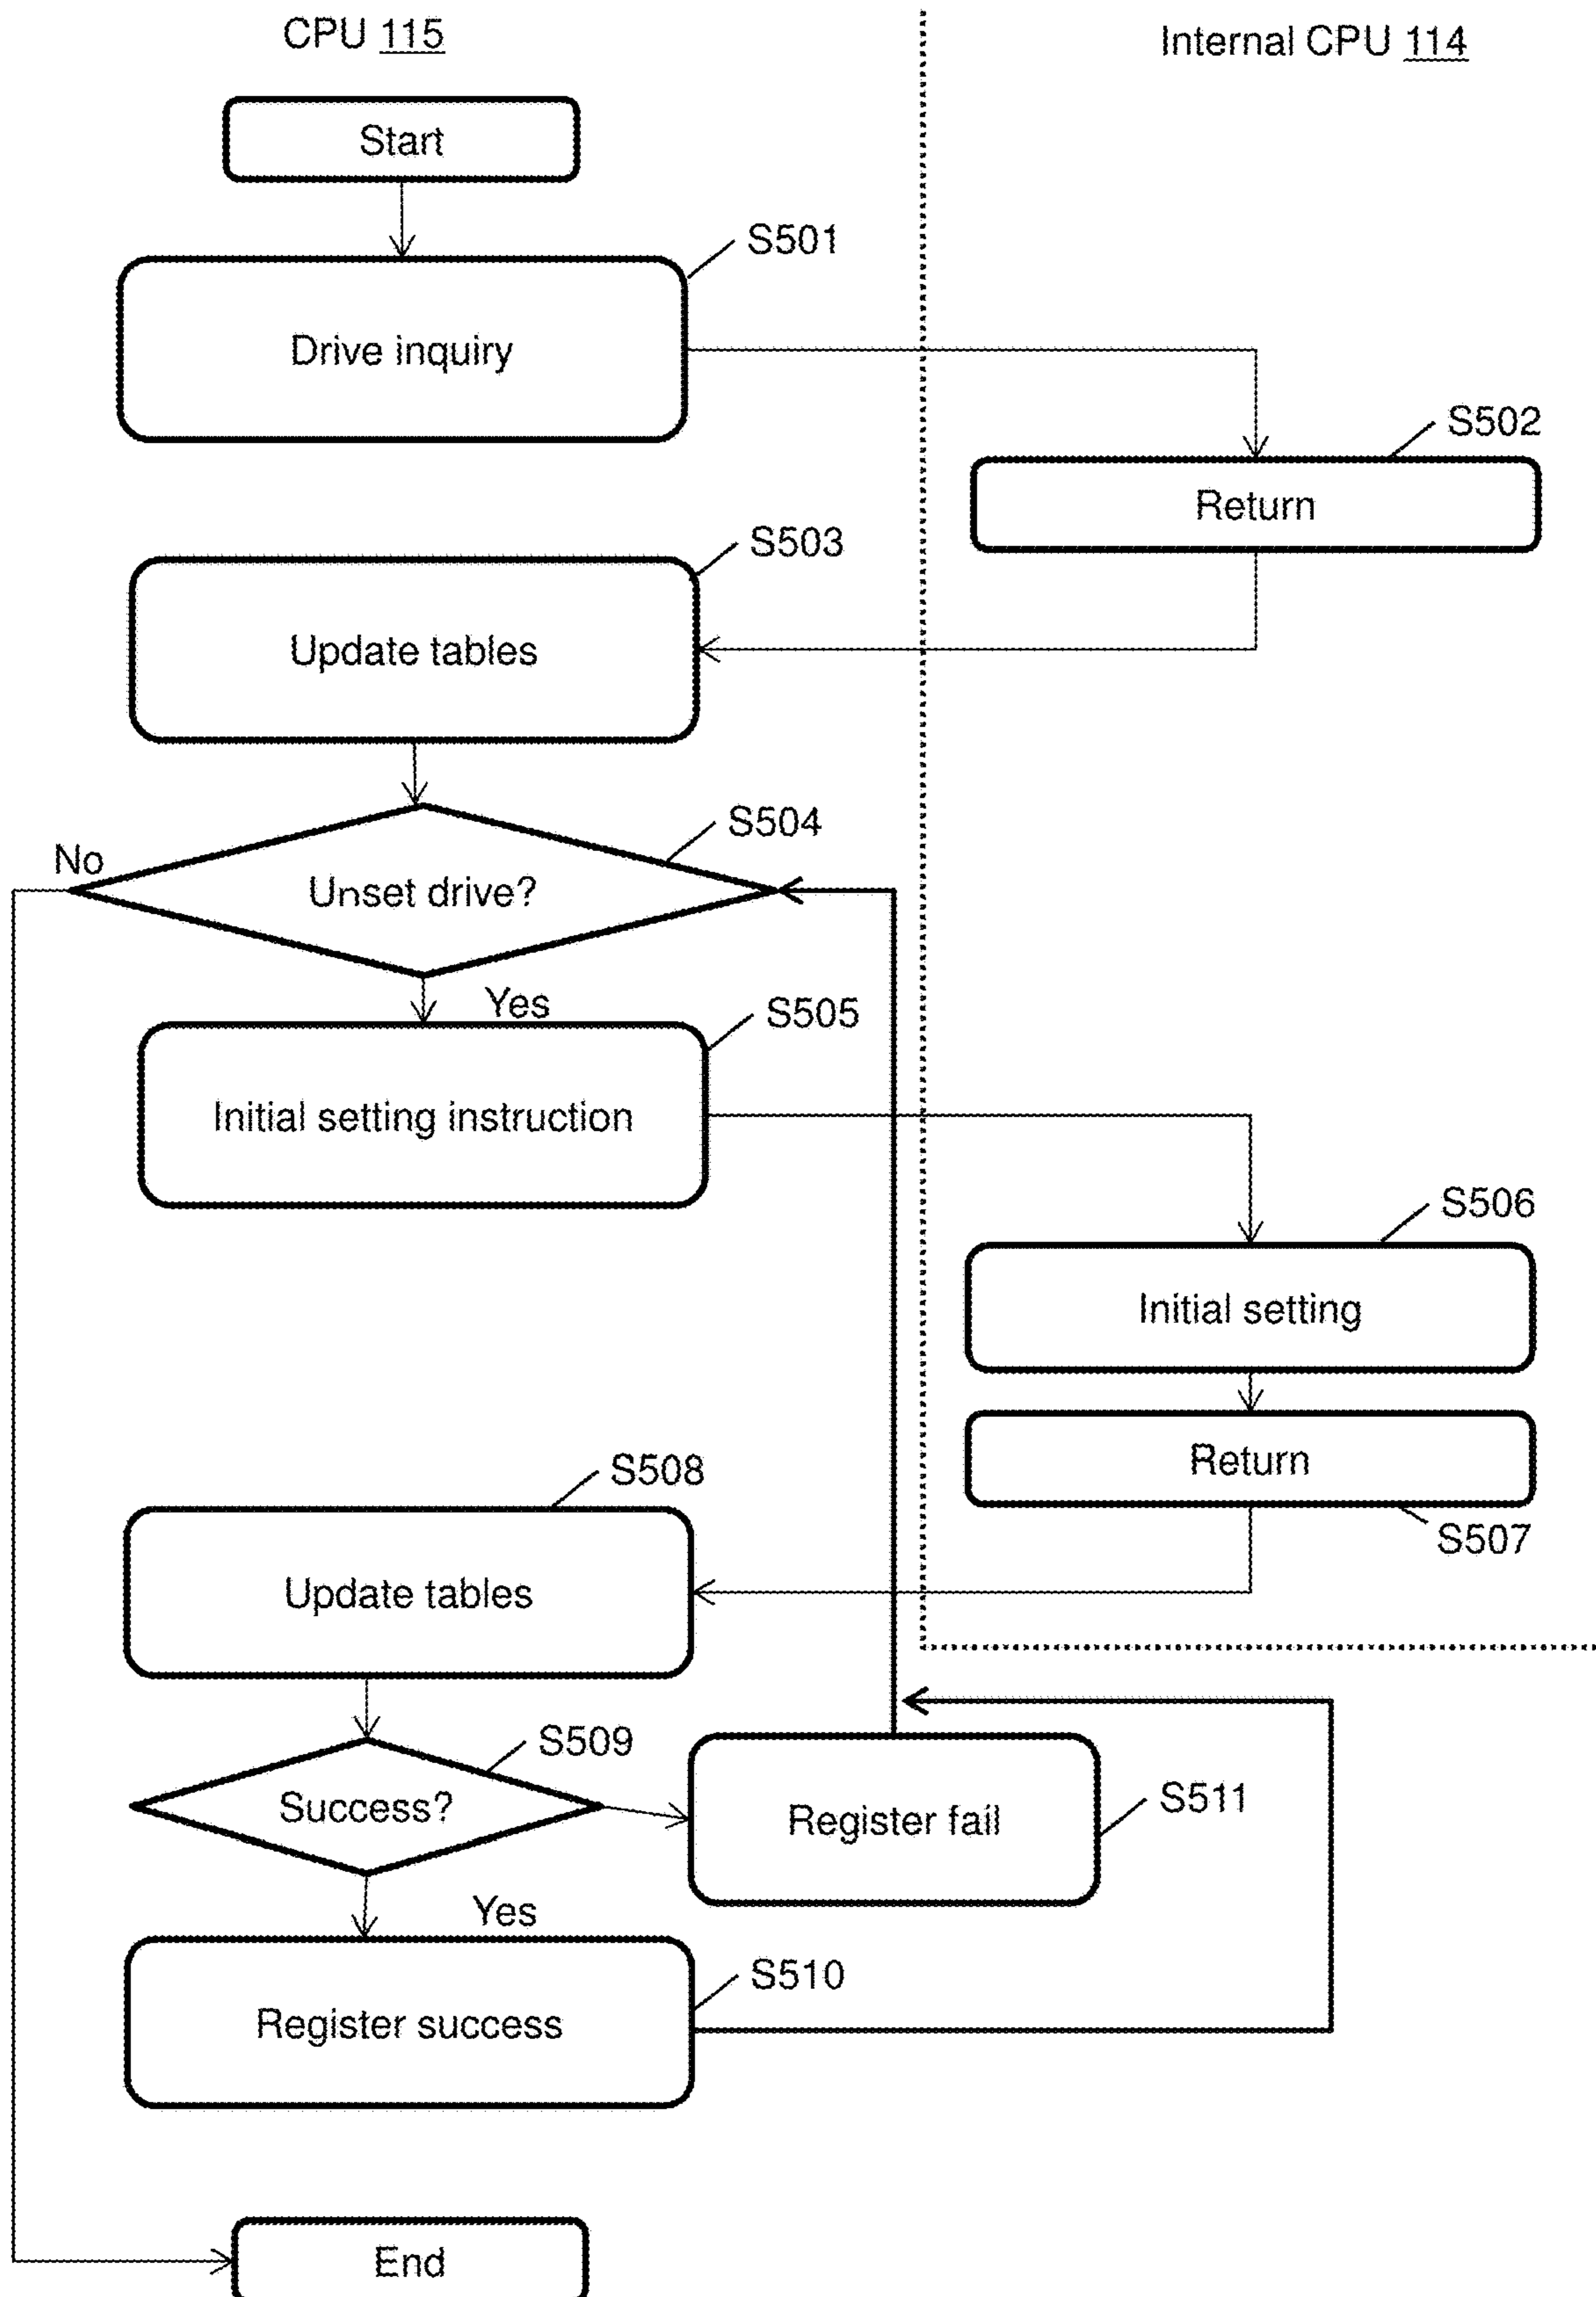 CPU 115
Internal CPU 114
Start
S501
Drive inquiry
S502
Return
S503
Update tables
S504
No
Unset drive?
Yes
S505
Initial setting instruction
S506
Initial setting
Return
S507
S508
Update tables
S509
Success?
S511
Register fail
Yes
S510
Register success
End